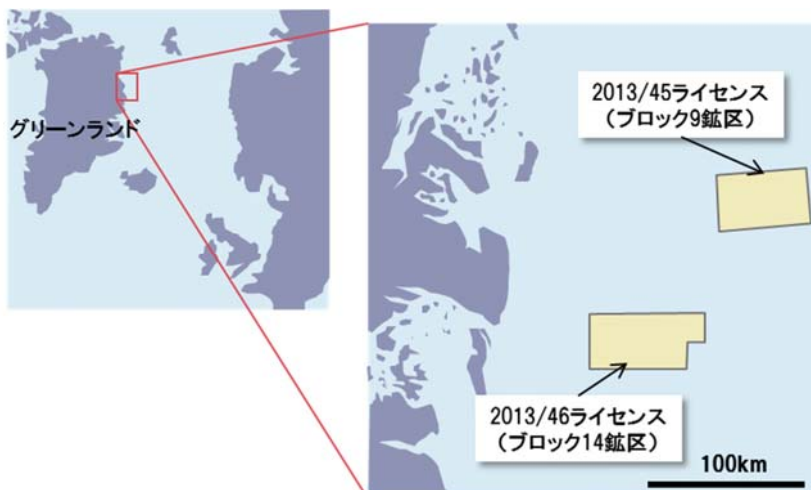 グリーンランド
2013/45ライセンス
（ブロック9鉱区）
2013/46ライセンス
（ブロック14鉱区）
100km